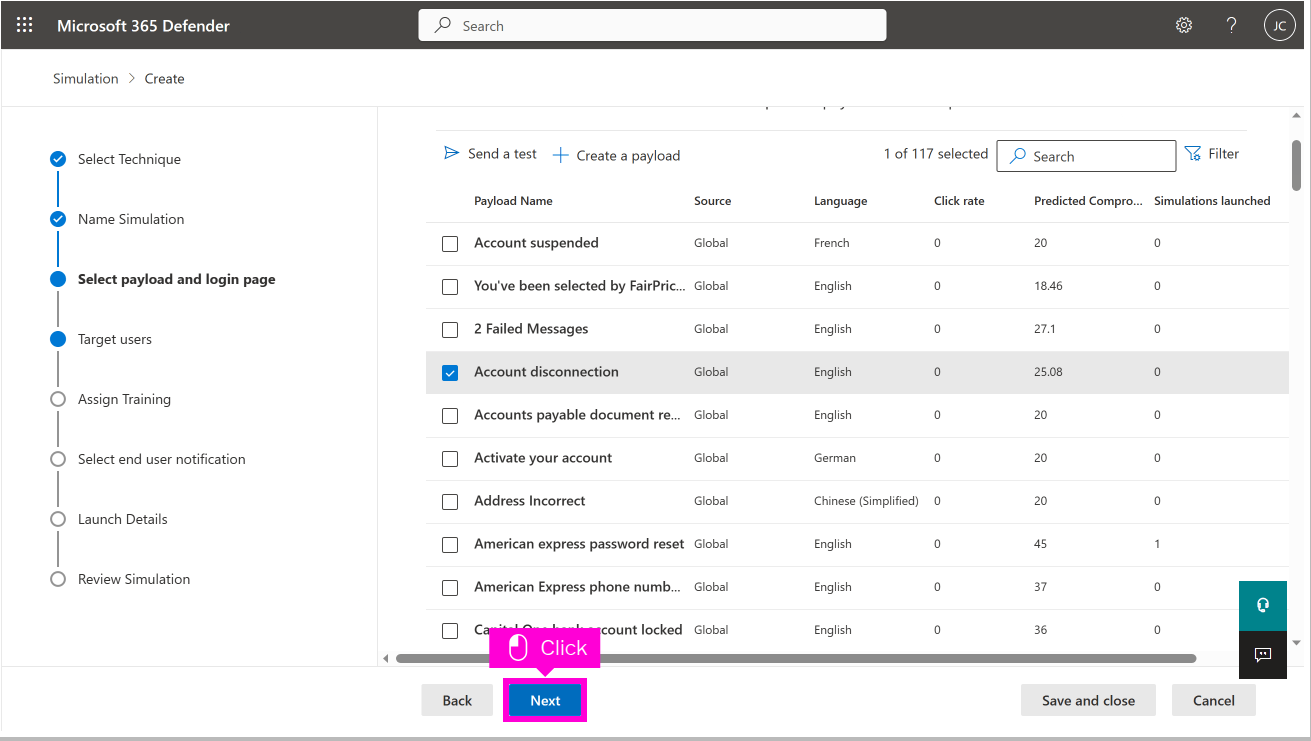 Microsoft 365 Defender
Search
?
JC
Simulation > Create
Select Technique
Name Simulation
Select payload and login page
Target users
Assign Training
Select end user notification
Launch Details
Review Simulation
Send a test
Create a payload
1 of 117 selected
Search
Filter
Payload Name Source Language Click rate Predicted Compro... Simulations launched
Account suspended Global French 0 20 0
You've been selected by FairPric... Global English 0 18.46 0
2 Failed Messages Global English 0 27.1 0
Account disconnection Global English 0 25.08 0
Accounts payable document re... Global English 0 20 0
Activate your account Global German 0 20 0
Address Incorrect Global Chinese (Simplified) 0 20 0
American express password reset Global English 0 45 1
American Express phone numb... Global English 0 37 0
Capital One bank account locked Global English 0 36 0
Click
Back
Next
Save and close
Cancel